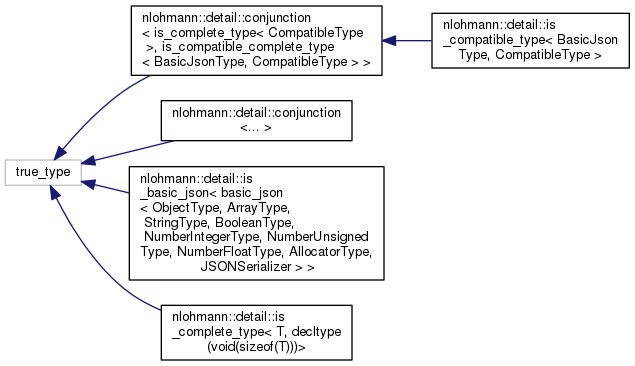 nlohmann::detail::conjunction
< is_complete_type< CompatibleType
>, is_compatible_complete_type
< BasicJsonType, CompatibleType > >
nlohmann::detail::is
_compatible_type< BasicJson
Type, CompatibleType >
nlohmann::detail::conjunction
<... >
true_type
nlohmann::detail::is
_basic_json< basic_json
< ObjectType, ArrayType,
StringType, BooleanType,
NumberIntegerType, NumberUnsigned
Type, NumberFloatType, AllocatorType,
JSONSerializer > >
nlohmann::detail::is
_complete_type< T, decltype
(void(sizeof(T)))>